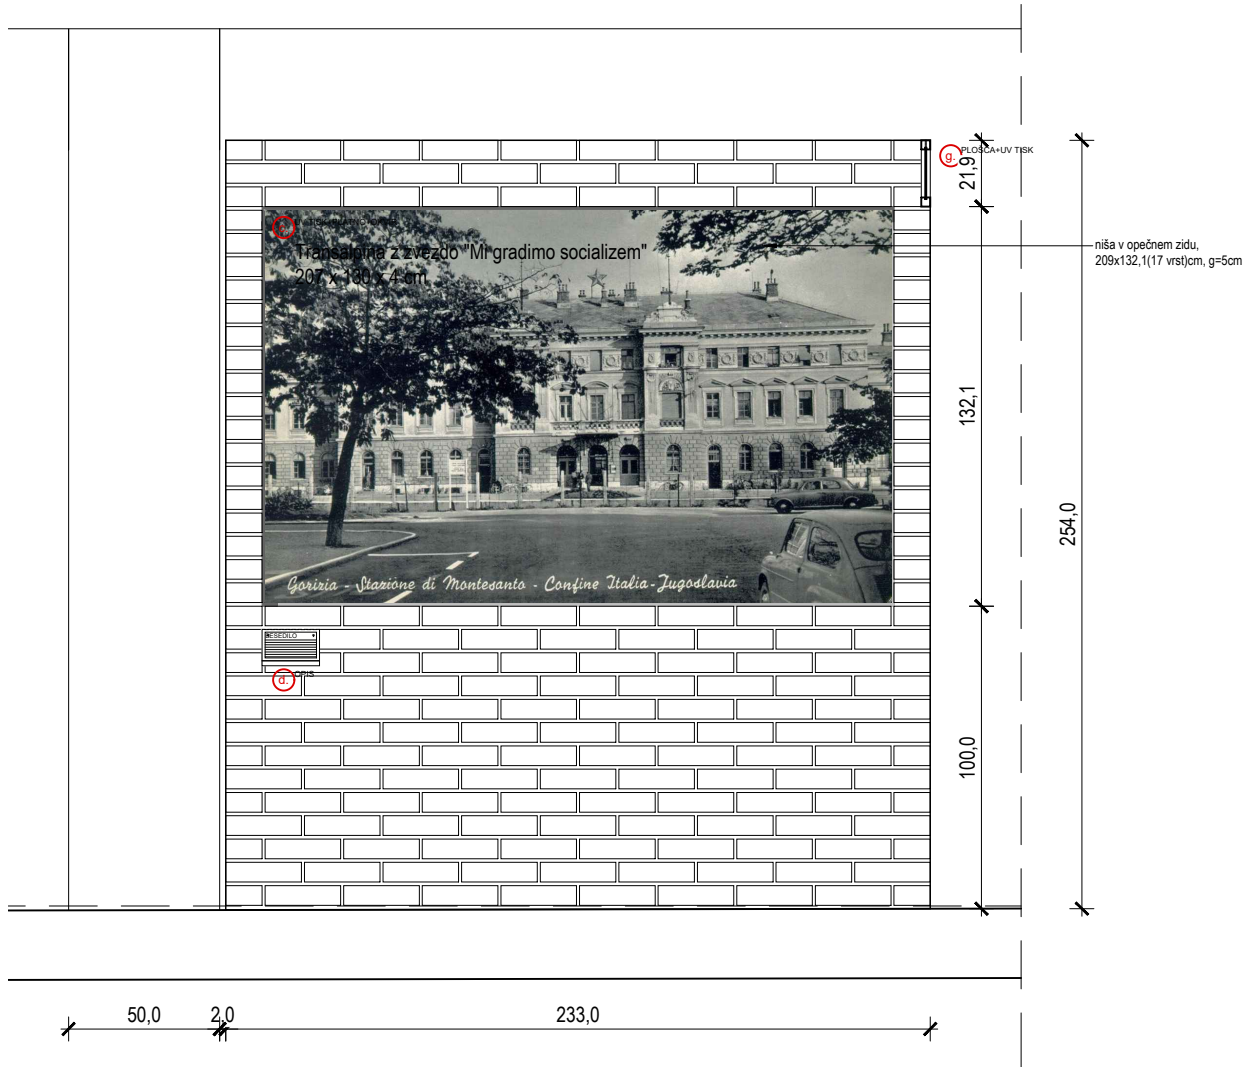 g. PLOŠČA+UV TISK
21,9
Transalpina z zvezdo "Mi gradimo socializem"
207 x 130 x 4 cm
niša v opečnem zidu,
209x132,1(17 vrst)cm, g=5cm
132,1
254,0
Gorizia - Stazione di Montesanto - Confine Italia-Jugoslavia
BESEDILO
d. OPIS
100,0
50,0
2,0
233,0